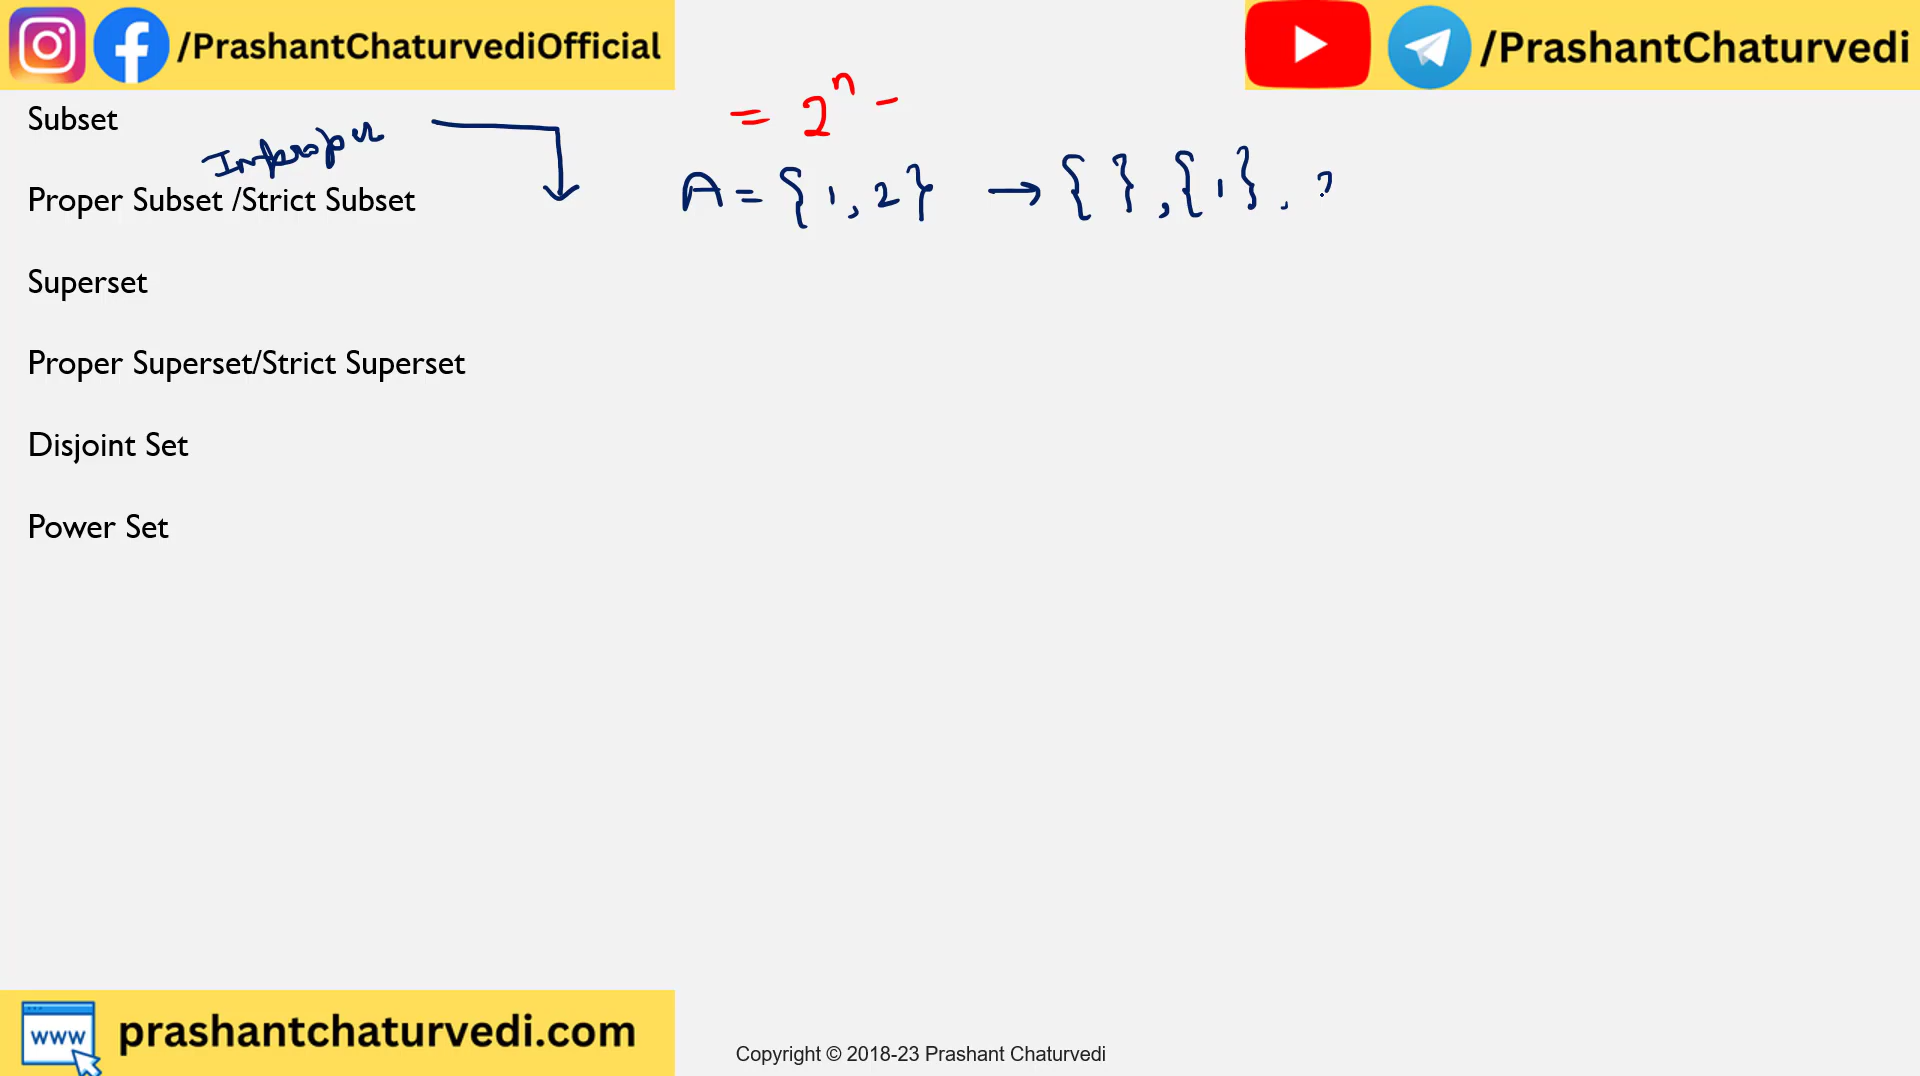 /PrashantChaturvediOfficial
/PrashantChaturvedi
= 2^n -
Subset
Improper
A = {1, 2} → { }, {1},
Proper Subset /Strict Subset
Superset
Proper Superset/Strict Superset
Disjoint Set
Power Set
www
prashantchaturvedi.com
Copyright © 2018-23 Prashant Chaturvedi